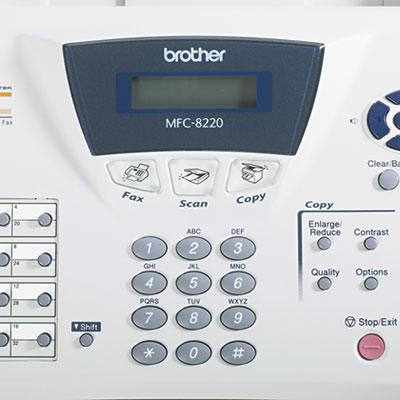 brother
MFC-8220
Fax
Fax
Scan
Copy
Clear/Ba
Copy
Enlarge/
Reduce
Contrast
Quality
Options
Stop/Exit
Shift
4
20
8
24
12
28
16
32
1
ABC
2
DEF
3
GHI
4
JKL
5
MNO
6
PQRS
7
TUV
8
WXYZ
9
*
0
#